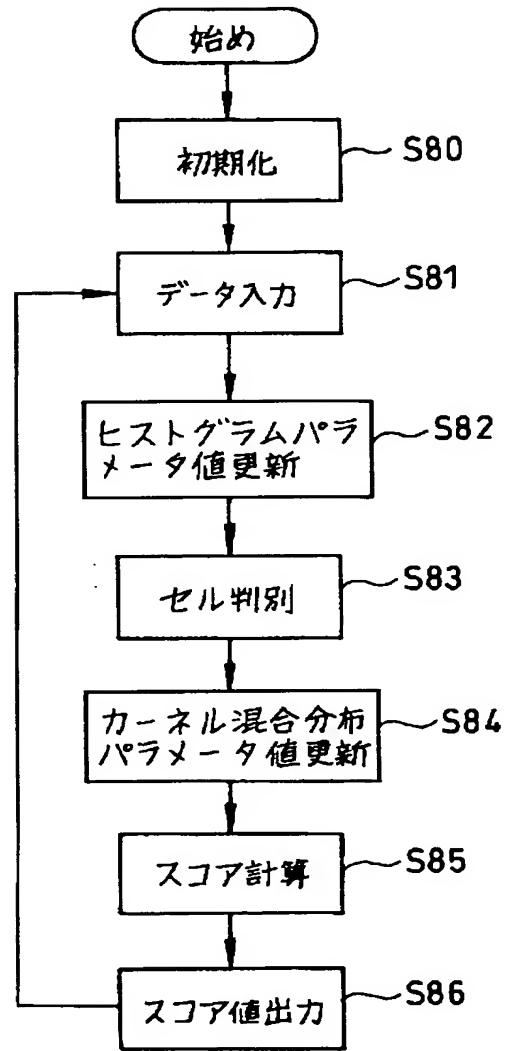 始め
初期化
S80
データ入力
S81
ヒストグラムパラ
メータ値更新
S82
セル判別
S83
カーネル混合分布
パラメータ値更新
S84
スコア計算
S85
スコア値出力
S86